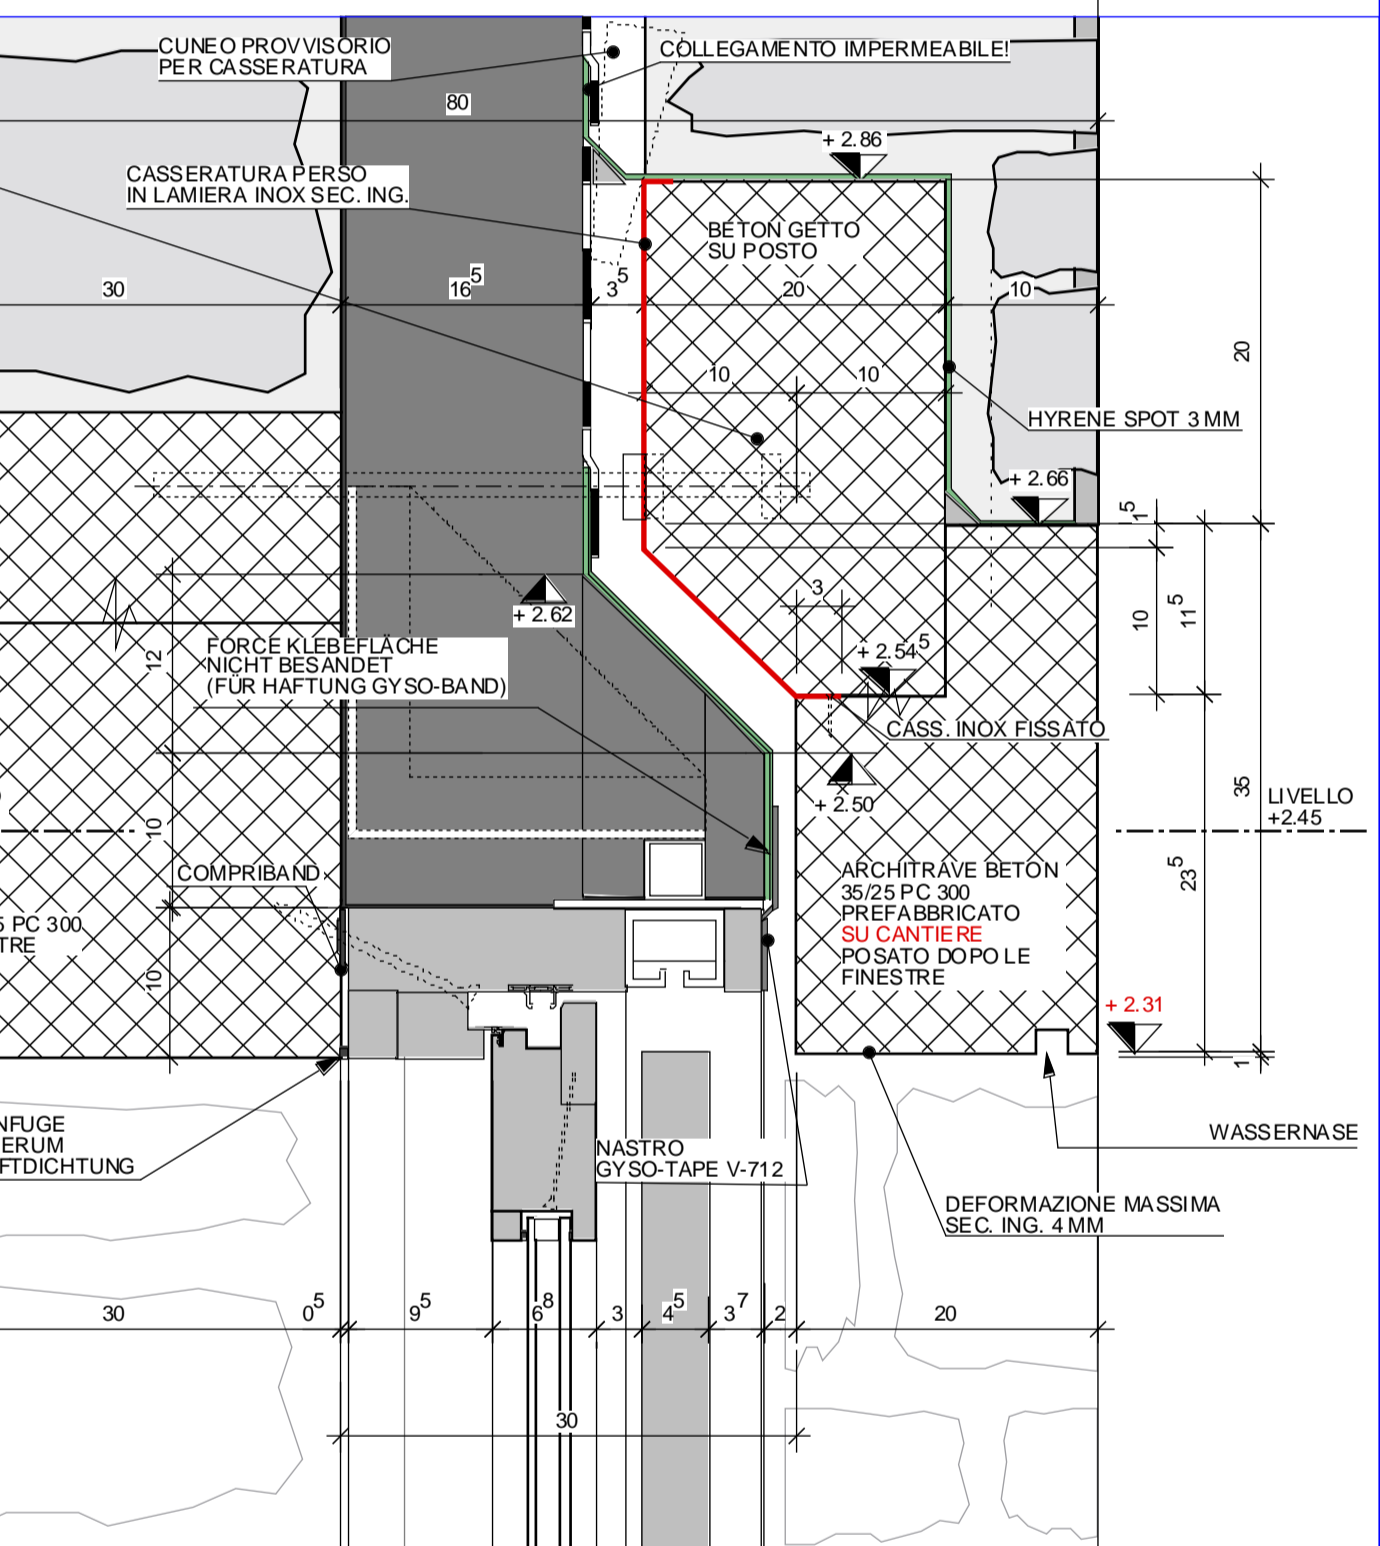 CUNEO PROVVISORIO
PER CASSERATURA
COLLEGAMENTO IMPERMEABILE!
80
+ 2.86
CASSERATURA PERSO
IN LAMIERA INOX SEC. ING.
BETON GETTO
SU POSTO
30
16 5
3 5
20
10
20
10
10
HYRENE SPOT 3 MM
+ 2.66
1 5
3
+ 2.62
10
11 5
FORCE KLEBEFLÄCHE
NICHT BESANDET
(FÜR HAFTUNG GYSO-BAND)
12
+ 2.54 5
CASS. INOX FISSATO
+ 2.50
35
LIVELLO
+2.45
10
COMPRIBAND
ARCHITRAVE BETON
35/25 PC 300
PREFABBRICATO
SU CANTIERE
POSATO DOPO LE
FINESTRE
23 5
5 PC 300
TRE
10
+ 2.31
1
NFUGE
ERUM
FTDICHTUNG
WASSERNASE
NASTRO
GYSO-TAPE V-712
DEFORMAZIONE MASSIMA
SEC. ING. 4 MM
30
0 5
9 5
6 8
3
4 5
3 7
2
20
30